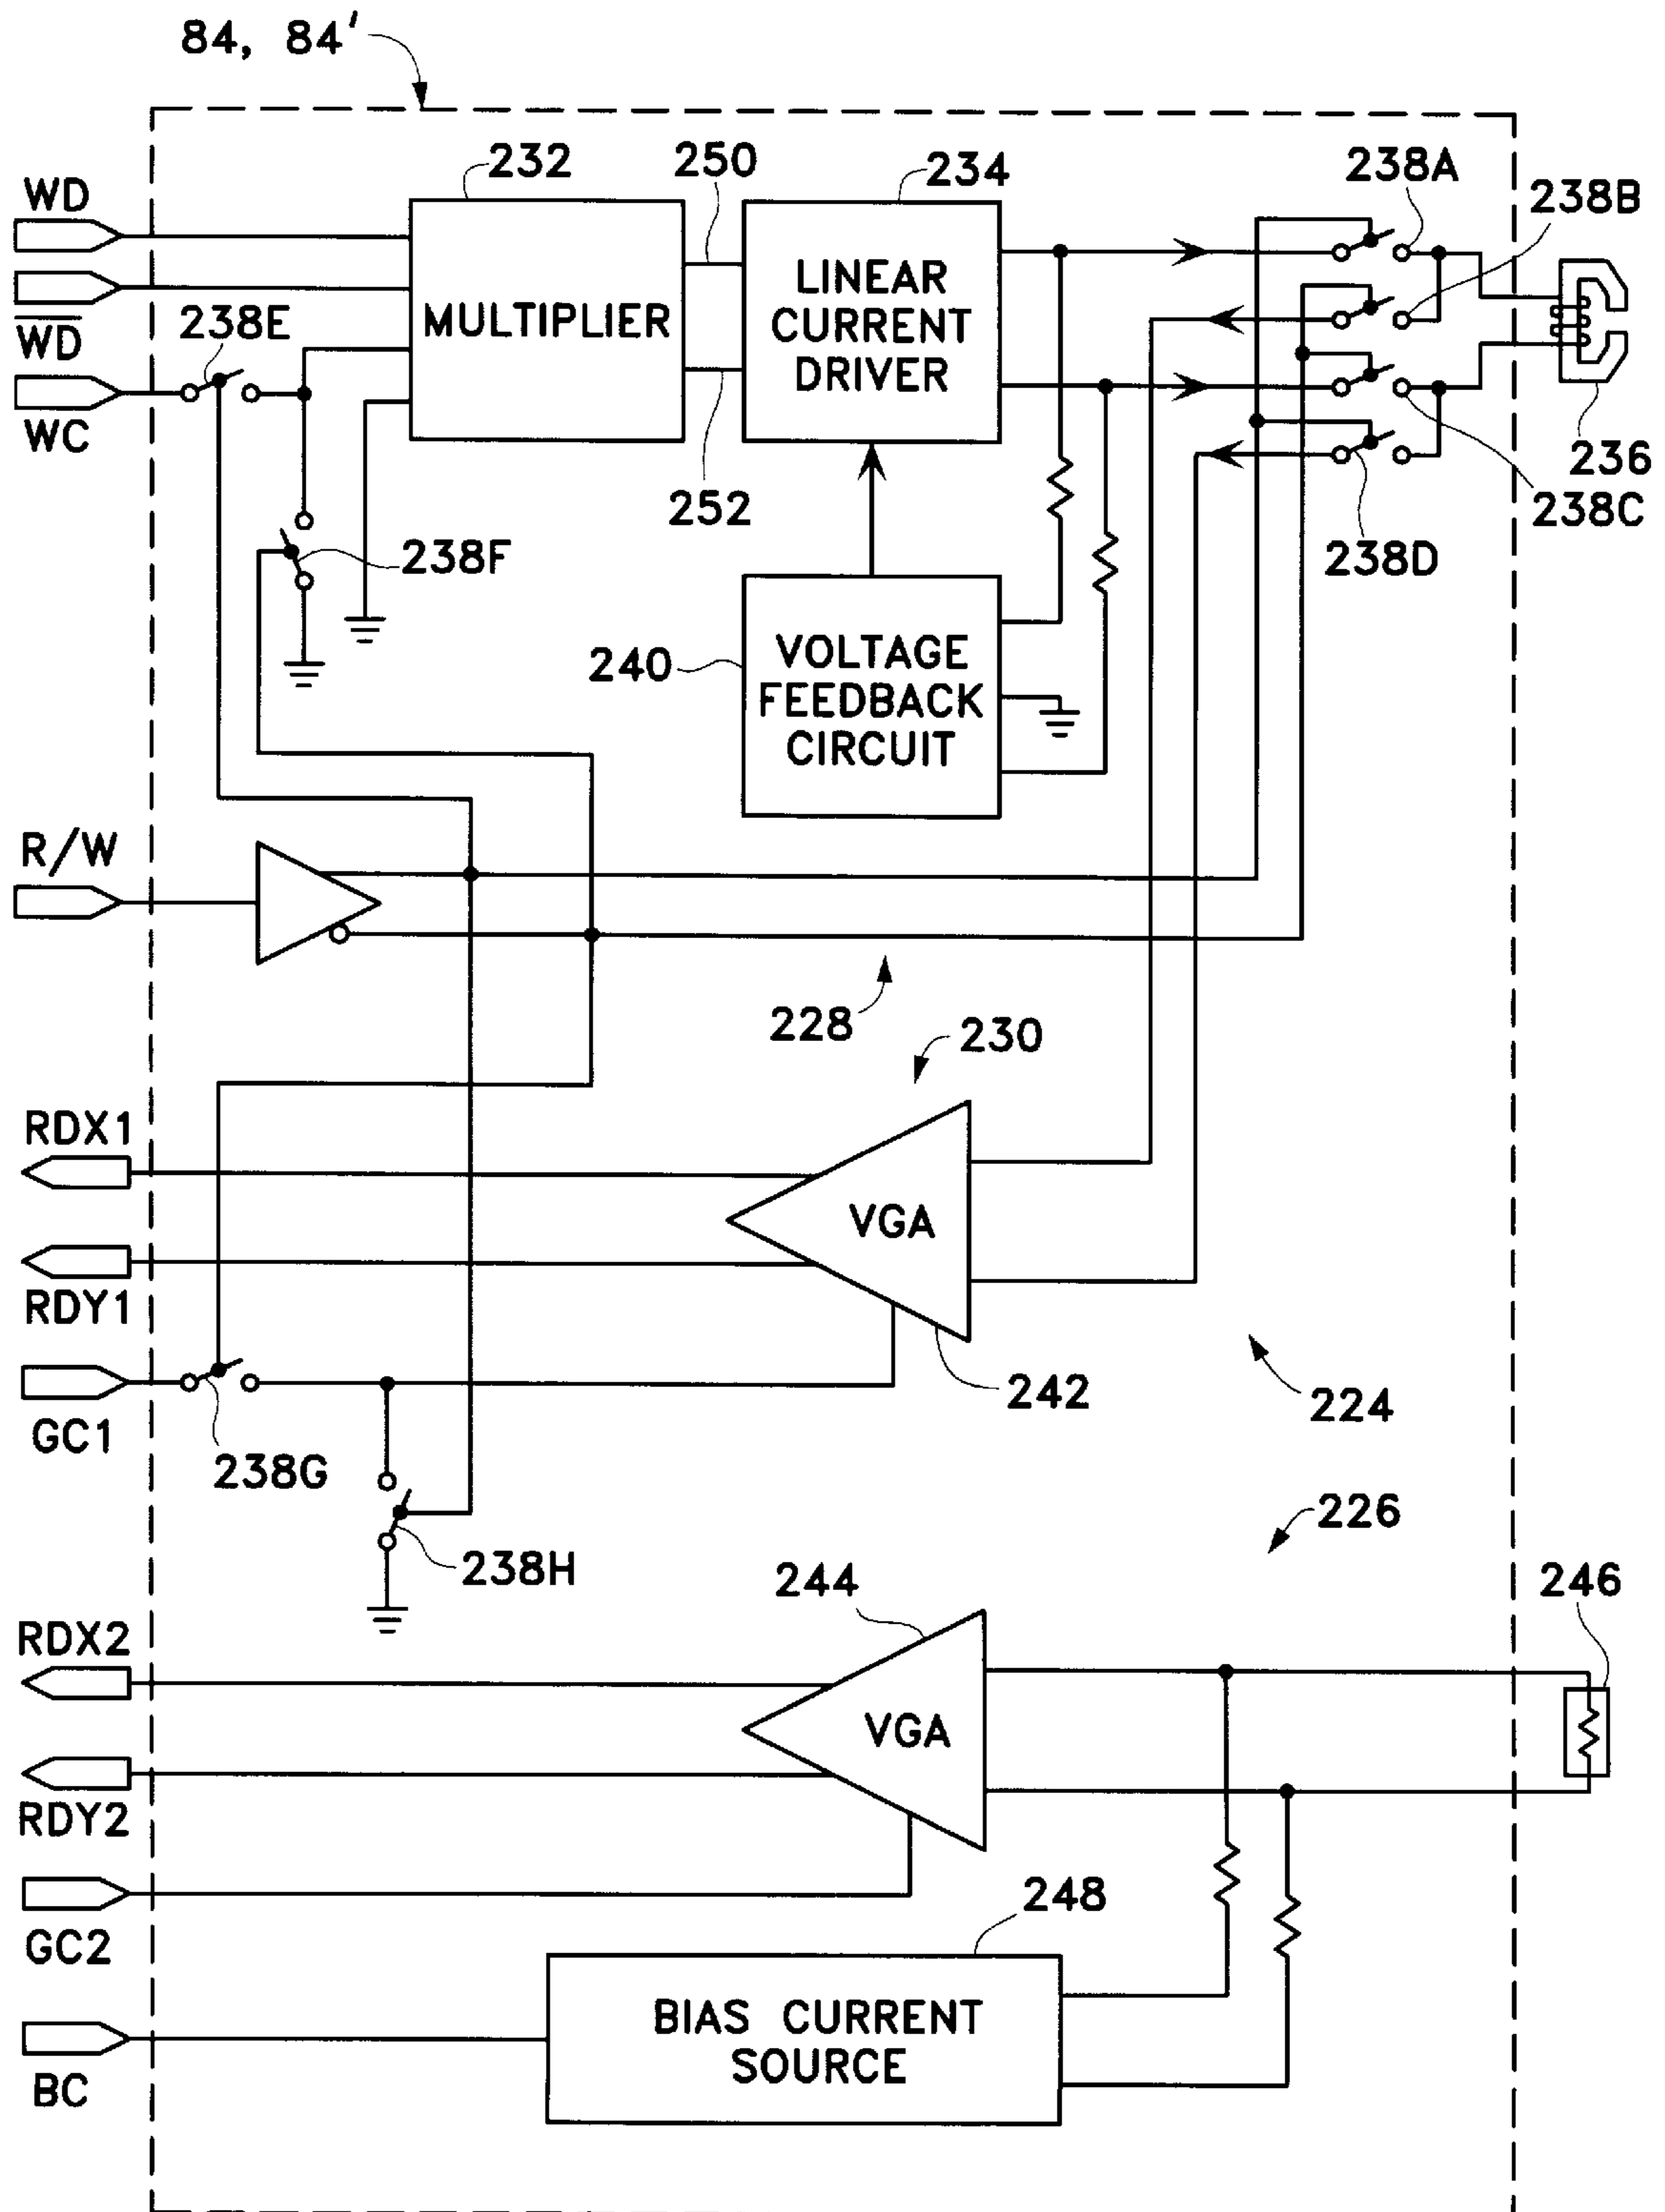 84, 84'
232
250
234
238A
238B
WD
W̅D̅
238E
WC
MULTIPLIER
LINEAR
CURRENT
DRIVER
236
252
238C
238D
238F
240
VOLTAGE
FEEDBACK
CIRCUIT
R/W
228
230
RDX1
VGA
RDY1
242
224
GC1
238G
226
238H
244
246
RDX2
VGA
RDY2
248
GC2
BIAS CURRENT
SOURCE
BC